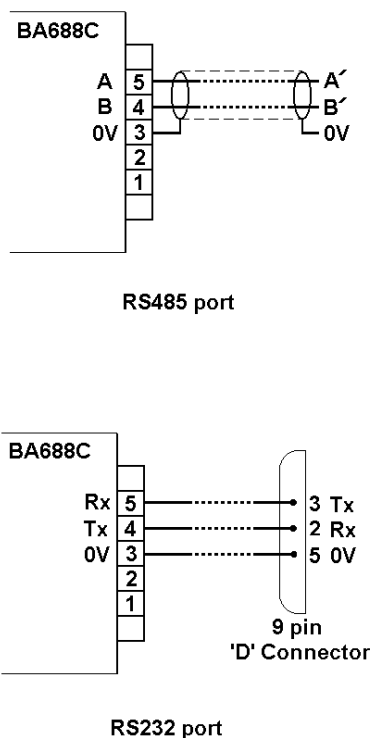 BA688C
A 5 A´
B 4 B´
0V 3 0V
2
1
RS485 port
BA688C
Rx 5 3 Tx
Tx 4 2 Rx
0V 3 5 0V
2
1
9 pin
'D' Connector
RS232 port